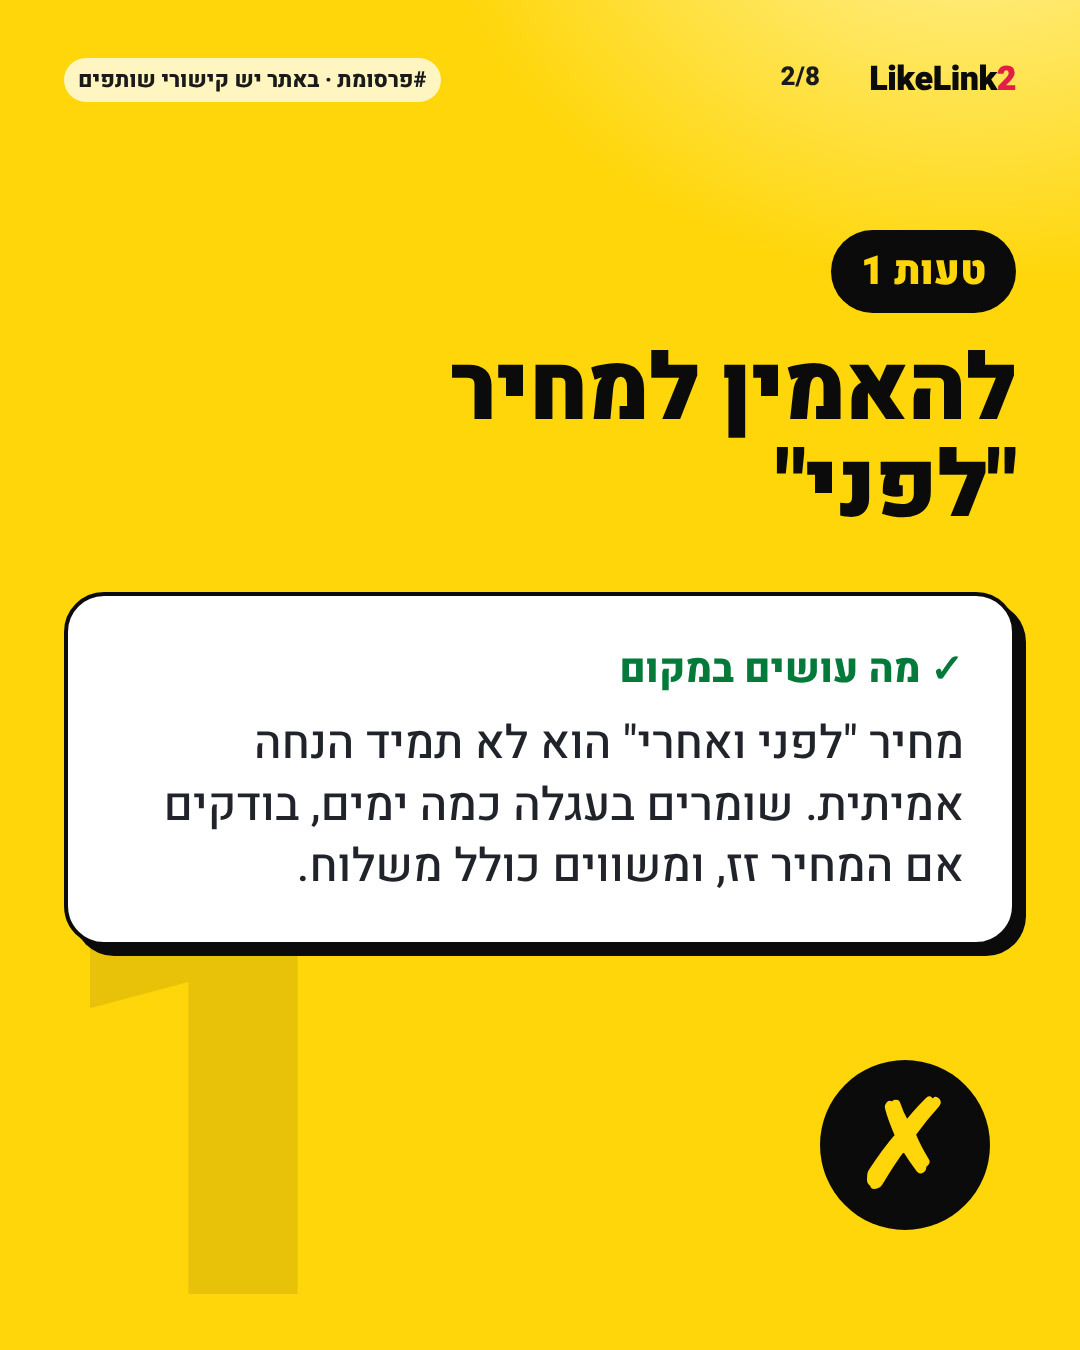 LikeLink2
2/8
#פרסומת · באתר יש קישורי שותפים
טעות 1
להאמין למחיר
"לפני"
✓ מה עושים במקום
מחיר "לפני ואחרי" הוא לא תמיד הנחה
אמיתית. שומרים בעגלה כמה ימים, בודקים
אם המחיר זז, ומשווים כולל משלוח.
1
✗